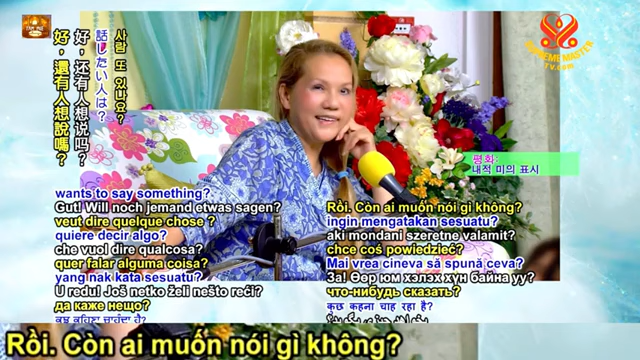 SUPREME MASTER
TV.com
사람 또 있나요?
話したい人は?
好,还有人想说吗?
好,還有人想說嗎?
평화:
내적 미의 표시
wants to say something?
Gut! Will noch jemand etwas sagen?
veut dire quelque chose ?
quiere decir algo?
che vuol dire qualcosa?
quer falar alguma coisa?
yang nak kata sesuatu?
U redu! Još netko želi nešto reći?
да каже нещо?
Rồi. Còn ai muốn nói gì không?
ingin mengatakan sesuatu?
aki mondani szeretne valamit?
chce coś powiedzieć?
Mai vrea cineva să spună ceva?
За! Өөр юм хэлэх хүн байна уу?
что-нибудь сказать?
कुछ कहना चाह रहा है?
Rồi. Còn ai muốn nói gì không?